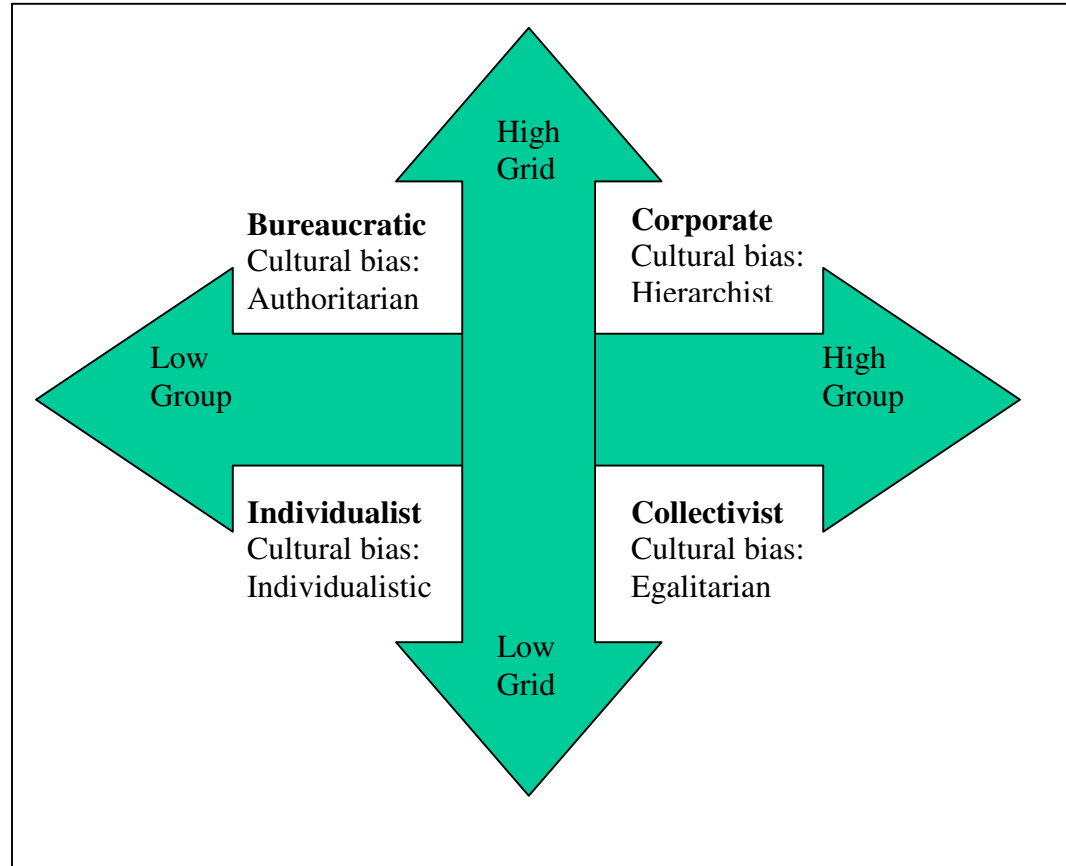 High
Grid
Bureaucratic
Cultural bias:
Authoritarian
Corporate
Cultural bias:
Hierarchist
Low
Group
High
Group
Individualist
Cultural bias:
Individualistic
Collectivist
Cultural bias:
Egalitarian
Low
Grid